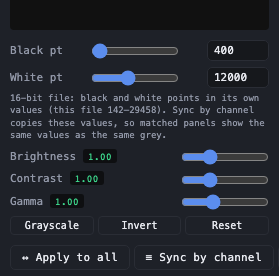 Black pt 400
White pt 12000
16-bit file: black and white points in its own
values (this file 142–29458). Sync by channel
copies these values, so matched panels show the
same values as the same grey.
Brightness 1.00
Contrast 1.00
Gamma 1.00
Grayscale Invert Reset
↔ Apply to all ≡ Sync by channel